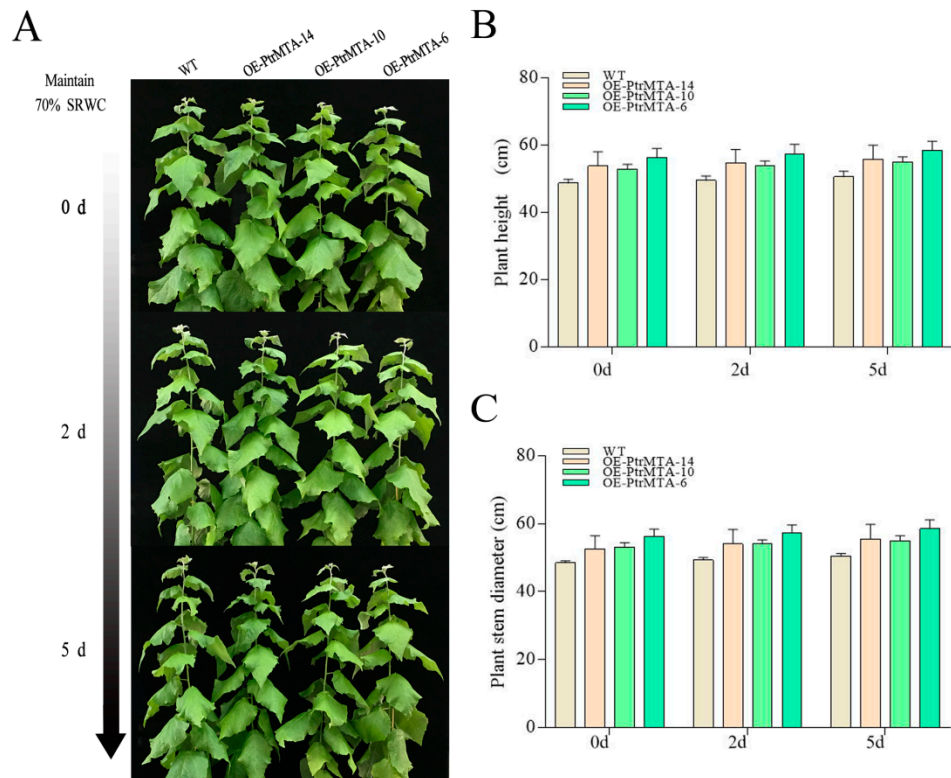 A
WT
OE-PtrMTA-14
OE-PtrMTA-10
OE-PtrMTA-6
Maintain
70% SRWC
0 d
2 d
5 d
B
WT
OE-PtrMTA-14
OE-PtrMTA-10
OE-PtrMTA-6
Plant height (cm)
80
60
40
20
0
0d
2d
5d
C
WT
OE-PtrMTA-14
OE-PtrMTA-10
OE-PtrMTA-6
Plant stem diameter (cm)
80
60
40
20
0
0d
2d
5d